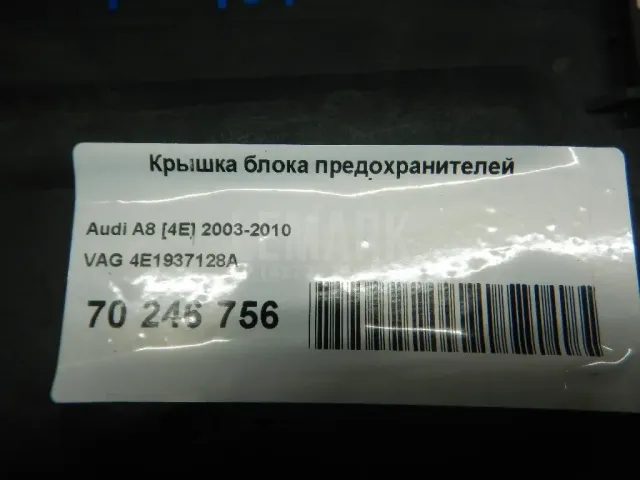 Крышка блока предохранителей
Audi A8 [4E] 2003-2010
VAG 4E1937128A
70 246 756